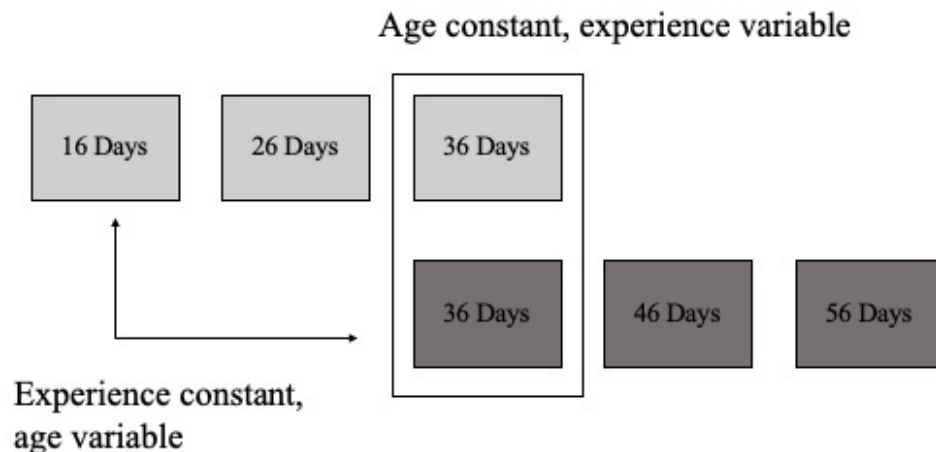 Age constant, experience variable
16 Days
26 Days
36 Days
36 Days
46 Days
56 Days
Experience constant,
age variable